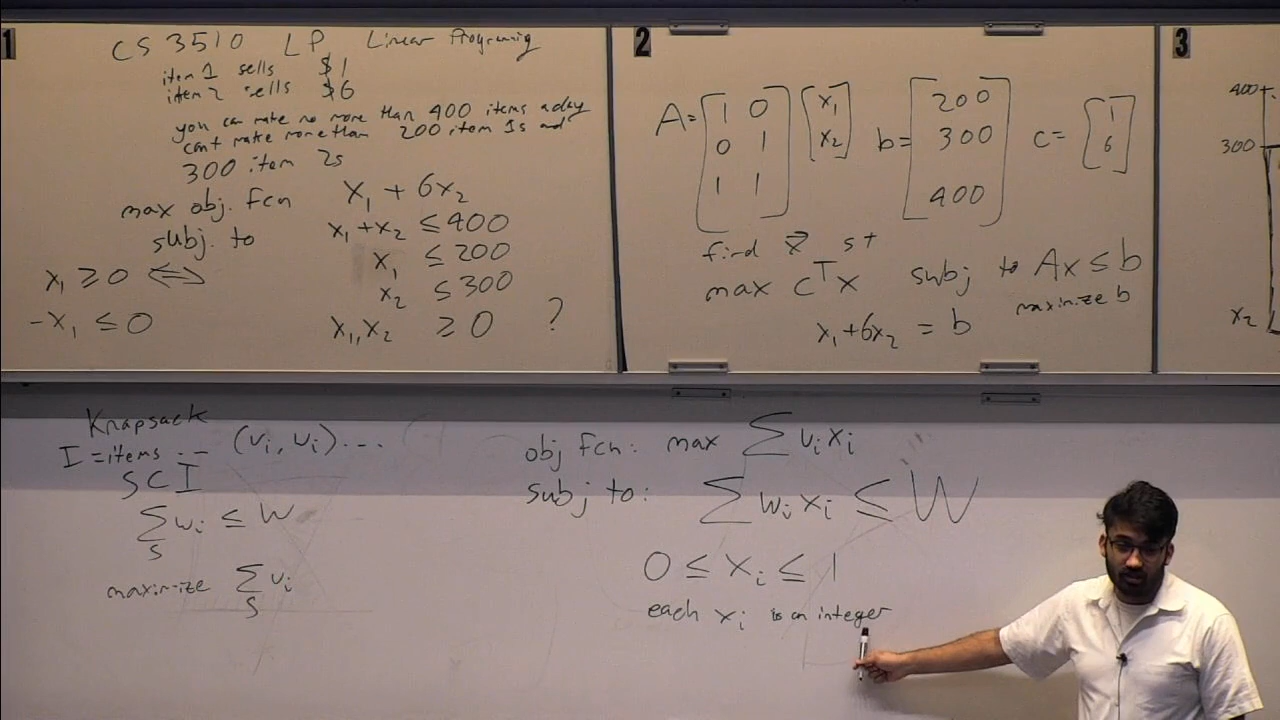 1
CS 3510 LP Linear Programing
item 1 sells $1
item 2 sells $6
you can make no more than 400 items a day
cant make more than 200 item 1s and
300 item 2s
max obj. fcn x₁ + 6x₂
subj. to x₁+x₂ ≤ 400
x₁ ≤ 200
x₂ ≤ 300
x₁,x₂ ≥ 0 ?
x₁ ≥ 0 ⟺
-x₁ ≤ 0
2
A= [1 0] [x₁] b= [200] c= [1]
[0 1] [x₂] [300] [6]
[1 1] [400]
find x⃗ st
max cᵀx subj to Ax ≤ b
maximize b
x₁+6x₂ = b
3
400
300
x₂
Knapsack
I = items ... (vᵢ, wᵢ)...
S ⊂ I
∑ wᵢ ≤ W
S
maximize ∑ vᵢ
S
obj fcn: max ∑ vᵢxᵢ
subj to: ∑ wᵢxᵢ ≤ W
0 ≤ xᵢ ≤ 1
each xᵢ is an integer